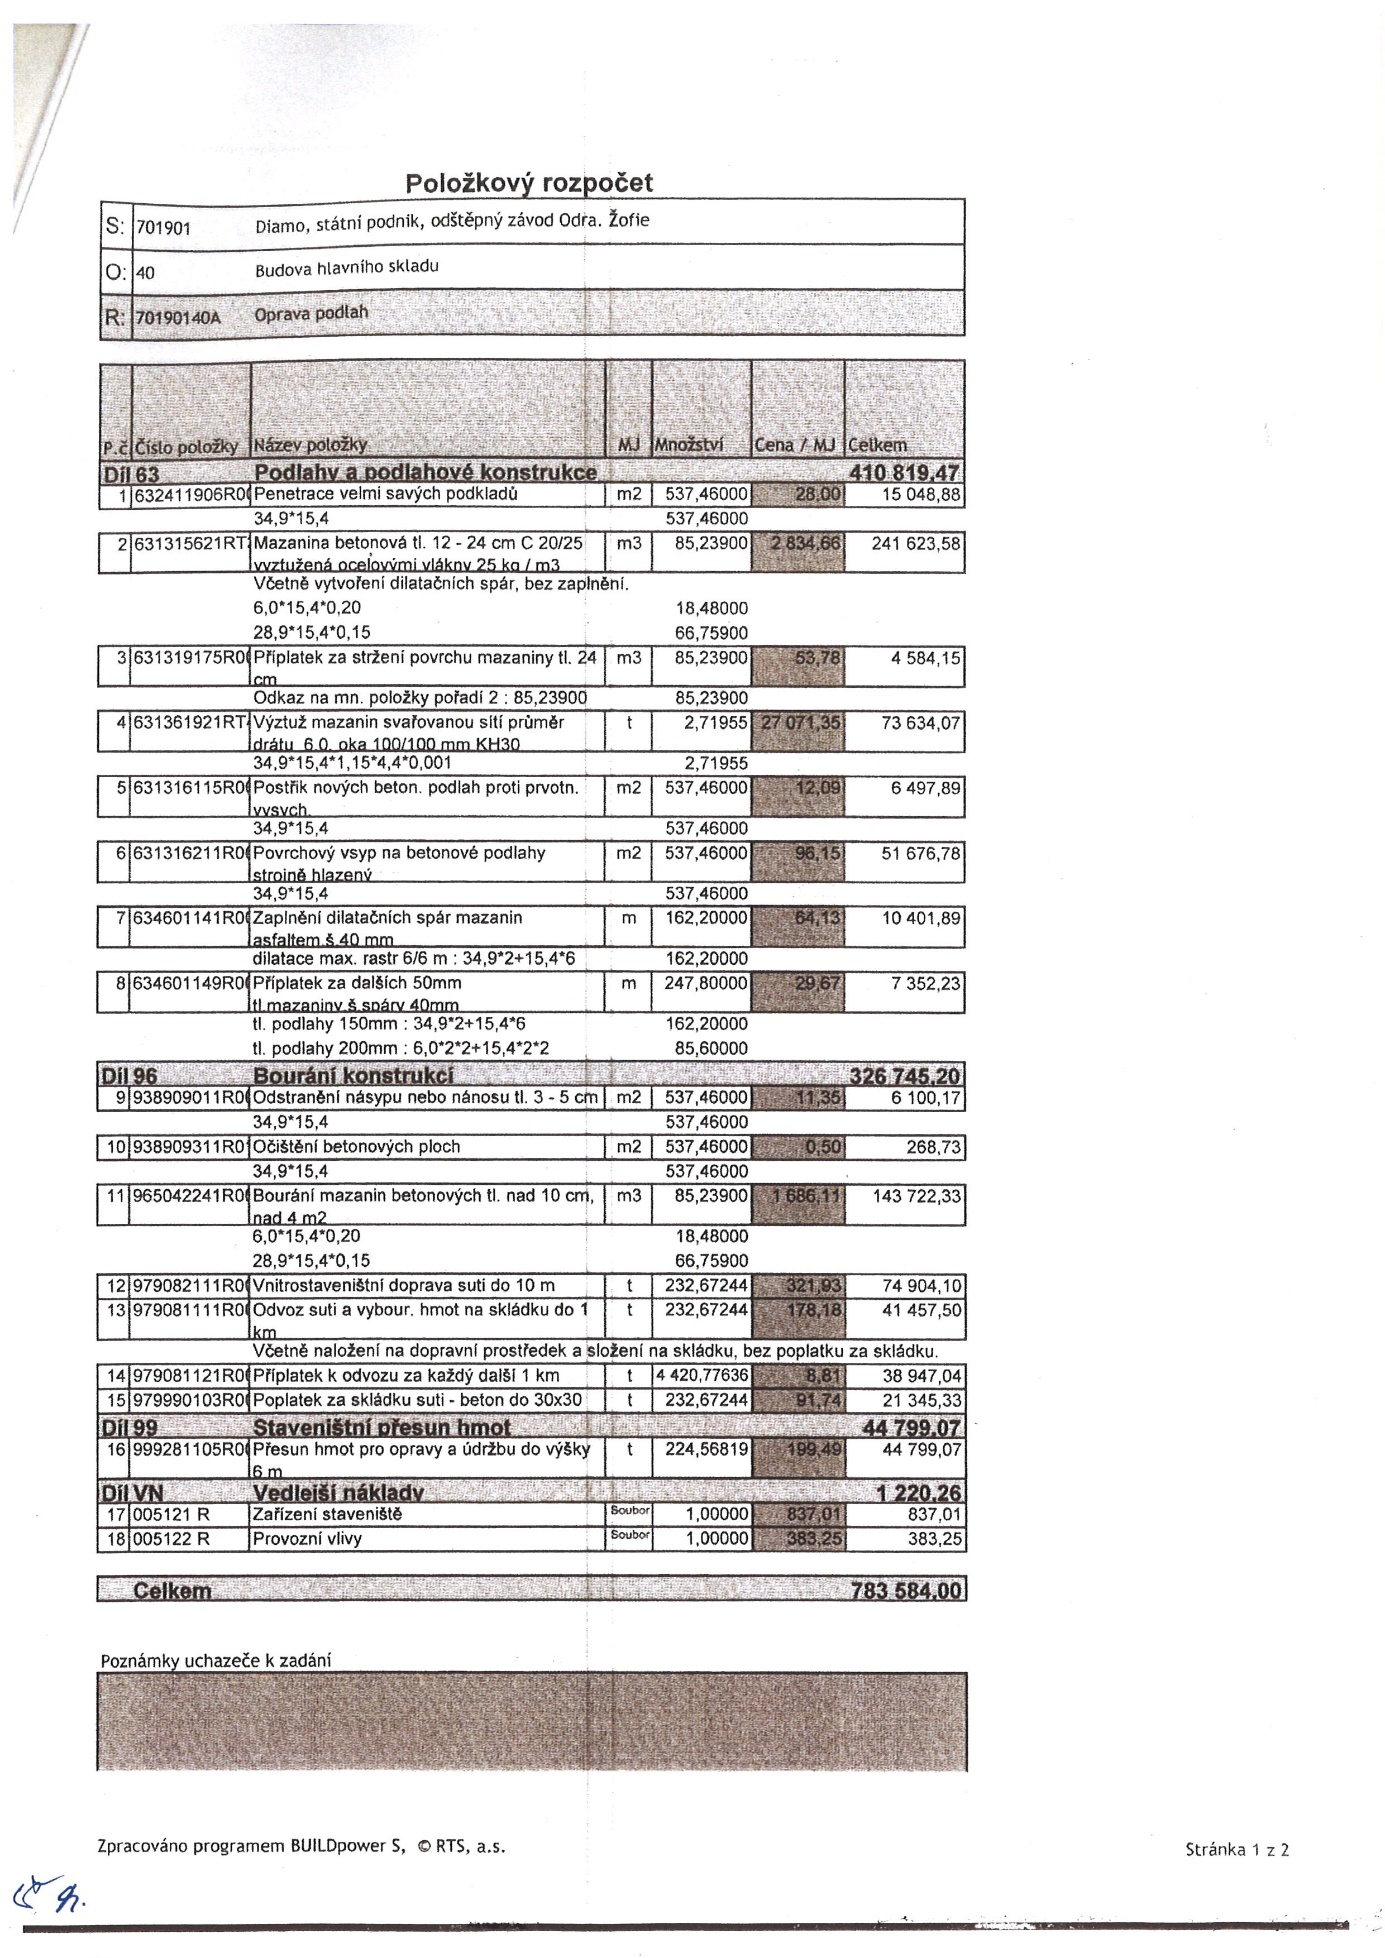 Položkový rozpočet
S: 701901 Diamo, státní podnik, odštěpný závod Odra. Žofie
O: 40 Budova hlavního skladu
R: 70190140A Oprava podlah
P.č Číslo položky Název položky MJ Množství Cena / MJ Celkem
Díl 63 Podlahy a podlahové konstrukce 410 819,47
1 632411906R0 Penetrace velmi savých podkladů m2 537,46000 28,00 15 048,88
34,9*15,4 537,46000
2 631315621RT Mazanina betonová tl. 12 - 24 cm C 20/25 m3 85,23900 2 834,66 241 623,58
vyztužená ocelovými vlákny 25 kg / m3
Včetně vytvoření dilatačních spár, bez zaplnění.
6,0*15,4*0,20 18,48000
28,9*15,4*0,15 66,75900
3 631319175R0 Příplatek za stržení povrchu mazaniny tl. 24 m3 85,23900 53,78 4 584,15
cm
Odkaz na mn. položky pořadí 2 : 85,23900 85,23900
4 631361921RT Výztuž mazanin svařovanou sítí průměr t 2,71955 27 071,35 73 634,07
drátu 6,0, oka 100/100 mm KH30
34,9*15,4*1,15*4,4*0,001 2,71955
5 631316115R0 Postřik nových beton. podlah proti prvotn. m2 537,46000 12,09 6 497,89
vysych.
34,9*15,4 537,46000
6 631316211R0 Povrchový vsyp na betonové podlahy m2 537,46000 96,15 51 676,78
strojně hlazený
34,9*15,4 537,46000
7 634601141R0 Zaplnění dilatačních spár mazanin m 162,20000 64,13 10 401,89
asfaltem š.40 mm
dilatace max. rastr 6/6 m : 34,9*2+15,4*6 162,20000
8 634601149R0 Příplatek za dalších 50mm m 247,80000 29,67 7 352,23
tl.mazaniny,š.spáry 40mm
tl. podlahy 150mm : 34,9*2+15,4*6 162,20000
tl. podlahy 200mm : 6,0*2*2+15,4*2*2 85,60000
Díl 96 Bourání konstrukcí 326 745,20
9 938909011R0 Odstranění násypu nebo nánosu tl. 3 - 5 cm m2 537,46000 11,35 6 100,17
34,9*15,4 537,46000
10 938909311R0 Očištění betonových ploch m2 537,46000 0,50 268,73
34,9*15,4 537,46000
11 965042241R0 Bourání mazanin betonových tl. nad 10 cm, m3 85,23900 1 686,11 143 722,33
nad 4 m2
6,0*15,4*0,20 18,48000
28,9*15,4*0,15 66,75900
12 979082111R0 Vnitrostaveništní doprava suti do 10 m t 232,67244 321,93 74 904,10
13 979081111R0 Odvoz suti a vybour. hmot na skládku do 1 t 232,67244 178,18 41 457,50
km
Včetně naložení na dopravní prostředek a složení na skládku, bez poplatku za skládku.
14 979081121R0 Příplatek k odvozu za každý další 1 km t 4 420,77636 8,81 38 947,04
15 979990103R0 Poplatek za skládku suti - beton do 30x30 t 232,67244 91,74 21 345,33
Díl 99 Staveništní přesun hmot 44 799,07
16 999281105R0 Přesun hmot pro opravy a údržbu do výšky t 224,56819 199,49 44 799,07
6 m
Díl VN Vedlejší náklady 1 220,26
17 005121 R Zařízení staveniště Soubor 1,00000 837,01 837,01
18 005122 R Provozní vlivy Soubor 1,00000 383,25 383,25
Celkem 783 584,00
Poznámky uchazeče k zadání
Zpracováno programem BUILDpower S, © RTS, a.s.
Stránka 1 z 2